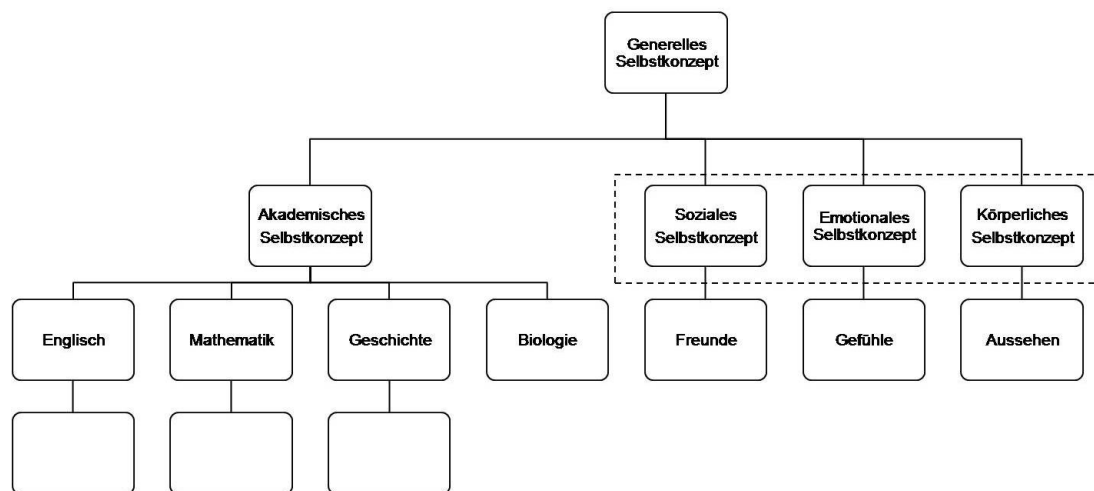 Generelles
Selbstkonzept
Akademisches
Selbstkonzept
Soziales
Selbstkonzept
Emotionales
Selbstkonzept
Körperliches
Selbstkonzept
Englisch
Mathematik
Geschichte
Biologie
Freunde
Gefühle
Aussehen